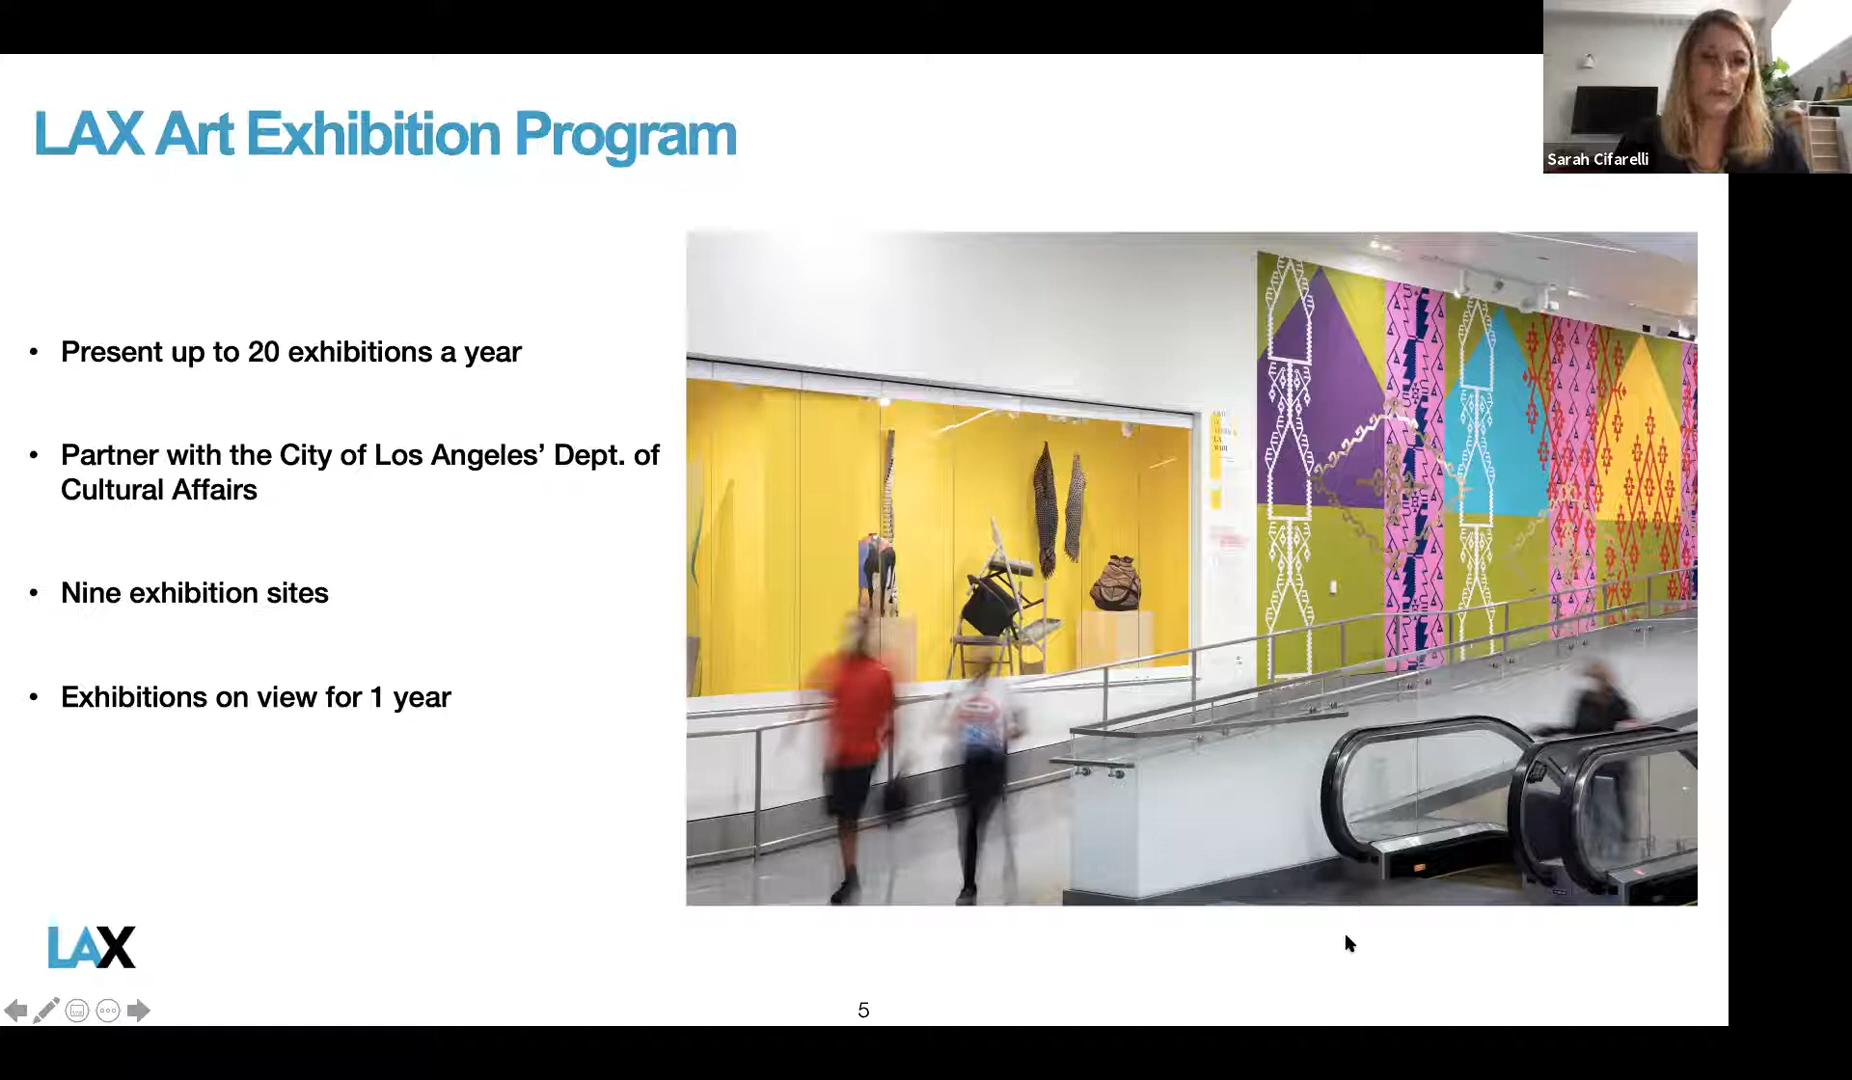 LAX Art Exhibition Program
Sarah Cifarelli
• Present up to 20 exhibitions a year
• Partner with the City of Los Angeles’ Dept. of
Cultural Affairs
• Nine exhibition sites
• Exhibitions on view for 1 year
LAX
5